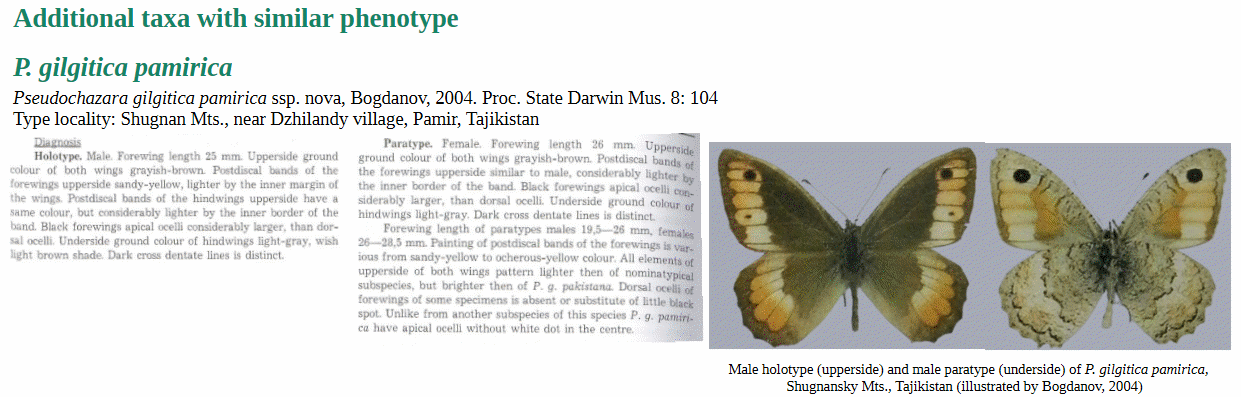 Additional taxa with similar phenotype
P. gilgitica pamirica
Pseudochazara gilgitica pamirica ssp. nova, Bogdanov, 2004. Proc. State Darwin Mus. 8: 104
Type locality: Shugnan Mts., near Dzhilandy village, Pamir, Tajikistan
Diagnosis
Holotype. Male. Forewing length 25 mm. Upperside ground
colour of both wings grayish-brown. Postdiscal bands of the
forewings upperside sandy-yellow, lighter by the inner margin of
the wings. Postdiscal bands of the hindwings upperside have a
same colour, but considerably lighter by the inner border of the
band. Black forewings apical ocelli considerably larger, than dor-
sal ocelli. Underside ground colour of hindwings light-gray, wish
light brown shade. Dark cross dentate lines is distinct.
Paratype. Female. Forewing length 26 mm. Upperside
ground colour of both wings grayish-brown. Postdiscal bands of
the forewings upperside similar to male, considerably lighter by
the inner border of the band. Black forewings apical ocelli con-
siderably larger, than dorsal ocelli. Underside ground colour of
hindwings light-gray. Dark cross dentate lines is distinct.
Forewing length of paratypes males 19,5—26 mm, females
26—28,5 mm. Painting of postdiscal bands of the forewings is var-
ious from sandy-yellow to ocherous-yellow colour. All elements of
upperside of both wings pattern lighter then of nominatypical
subspecies, but brighter then of P. g. pakistana. Dorsal ocelli of
forewings of some specimens is absent or substitute of little black
spot. Unlike from another subspecies of this species P. g. pamiri-
ca have apical ocelli without white dot in the centre.
Male holotype (upperside) and male paratype (underside) of P. gilgitica pamirica,
Shugnansky Mts., Tajikistan (illustrated by Bogdanov, 2004)